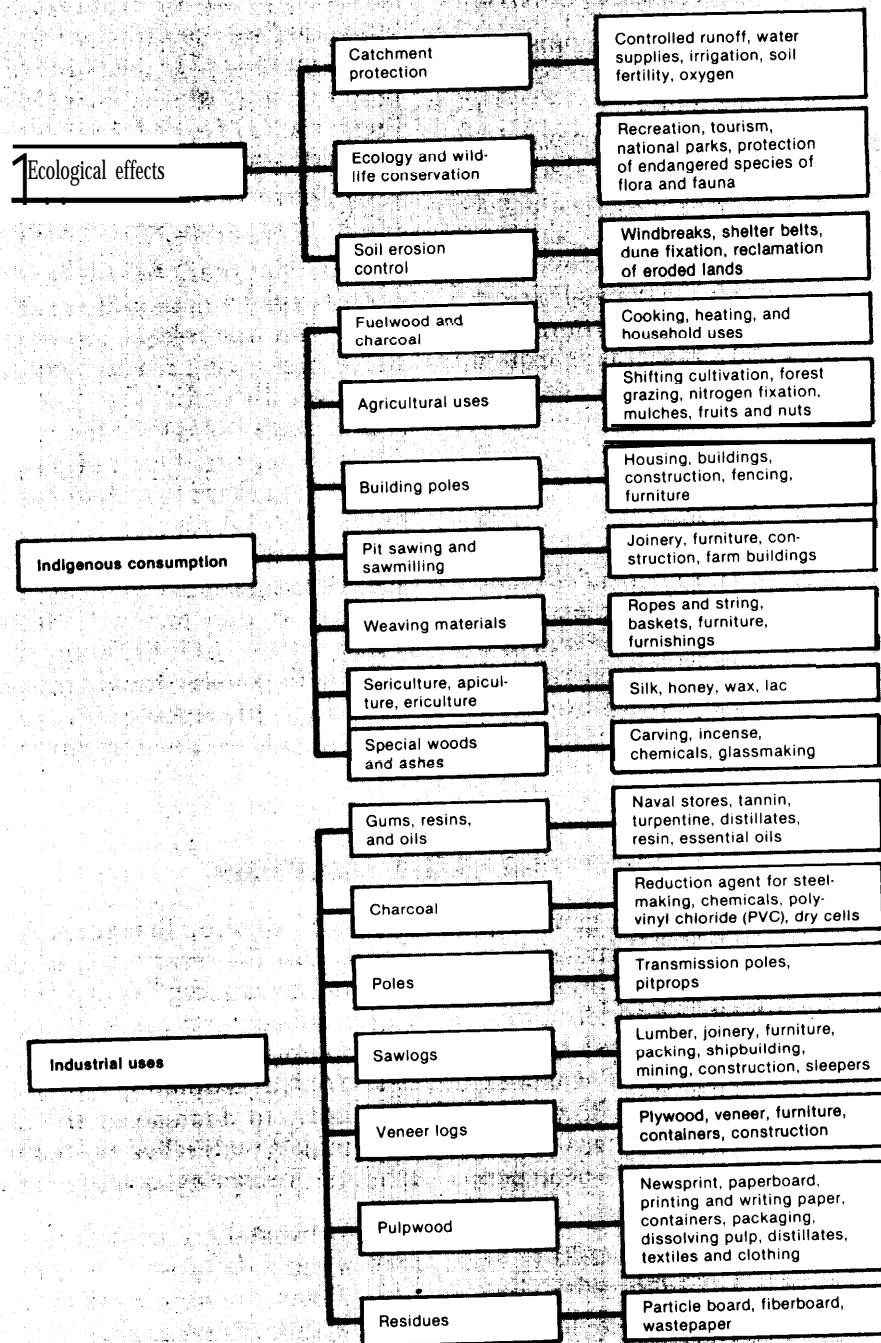 Ecological effects
Catchment
protection
Controlled runoff, water
supplies, irrigation, soil
fertility, oxygen
Ecology and wild-
life conservation
Recreation, tourism,
national parks, protection
of endangered species of
flora and fauna
Soil erosion
control
Windbreaks, shelter belts,
dune fixation, reclamation
of eroded lands
Indigenous consumption
Fuelwood and
charcoal
Cooking, heating, and
household uses
Agricultural uses
Shifting cultivation, forest
grazing, nitrogen fixation,
mulches, fruits and nuts
Building poles
Housing, buildings,
construction, fencing,
furniture
Pit sawing and
sawmilling
Joinery, furniture, con-
struction, farm buildings
Weaving materials
Ropes and string,
baskets, furniture,
furnishings
Sericulture, apicul-
ture, ericulture
Silk, honey, wax, lac
Special woods
and ashes
Carving, incense,
chemicals, glassmaking
Industrial uses
Gums, resins,
and oils
Naval stores, tannin,
turpentine, distillates,
resin, essential oils
Charcoal
Reduction agent for steel-
making, chemicals, poly-
vinyl chloride (PVC), dry cells
Poles
Transmission poles,
pitprops
Sawlogs
Lumber, joinery, furniture,
packing, shipbuilding,
mining, construction, sleepers
Veneer logs
Plywood, veneer, furniture,
containers, construction
Pulpwood
Newsprint, paperboard,
printing and writing paper,
containers, packaging,
dissolving pulp, distillates,
textiles and clothing
Residues
Particle board, fiberboard,
wastepaper